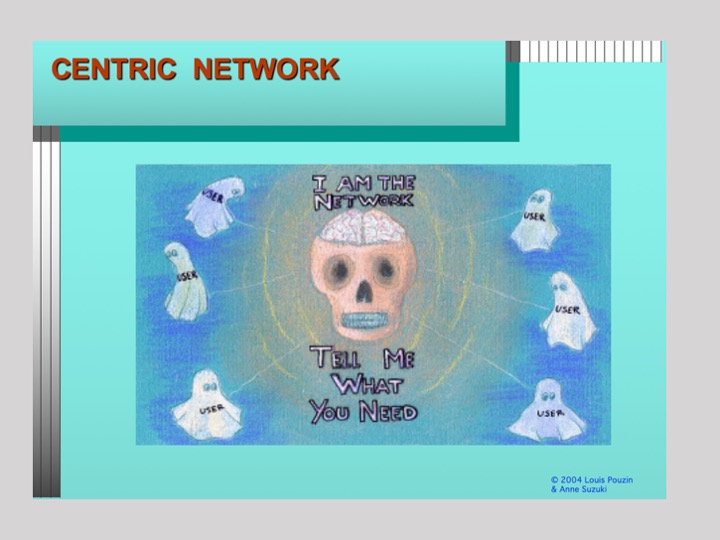 CENTRIC NETWORK
I AM THE
NETWORK
USER
USER
USER
USER
USER
USER
TELL ME
WHAT
YOU NEED
© 2004 Louis Pouzin
& Anne Suzuki